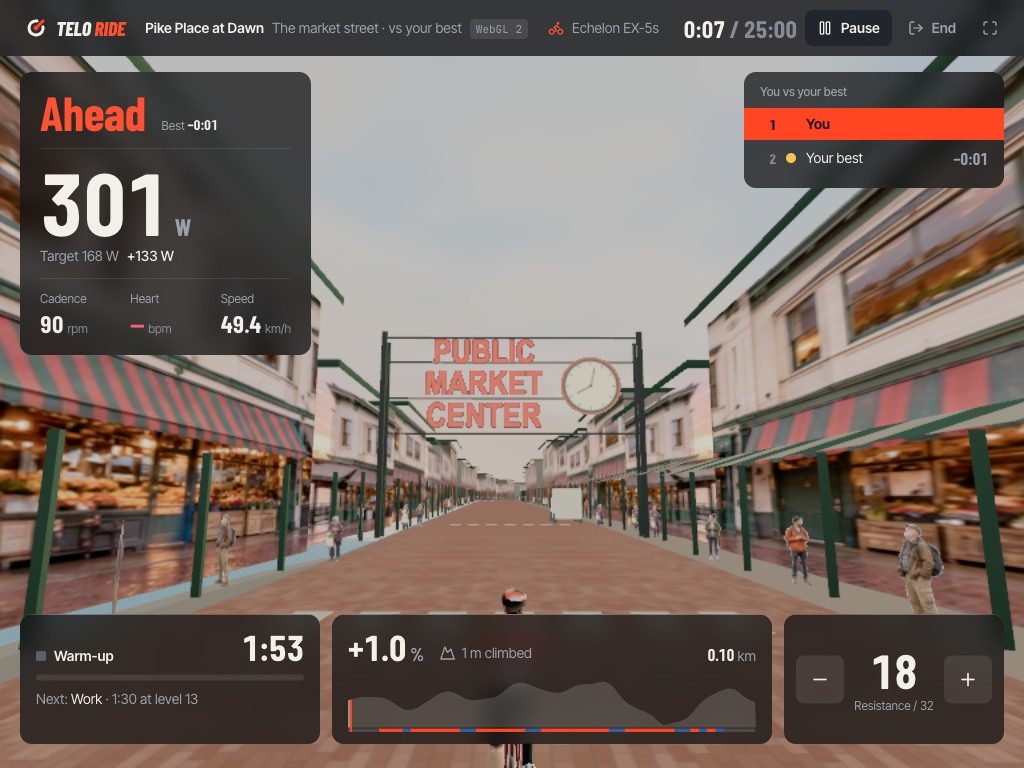 TELO RIDE
Pike Place at Dawn The market street · vs your best WebGL 2
Echelon EX-5s
0:07 / 25:00
Pause
End
Ahead Best −0:01
301 W
Target 168 W +133 W
Cadence Heart Speed
90 rpm – bpm 49.4 km/h
You vs your best
1 You
2 Your best −0:01
PUBLIC
MARKET
CENTER
Warm-up 1:53
Next: Work · 1:30 at level 13
+1.0 % 1 m climbed 0.10 km
− 18 +
Resistance / 32